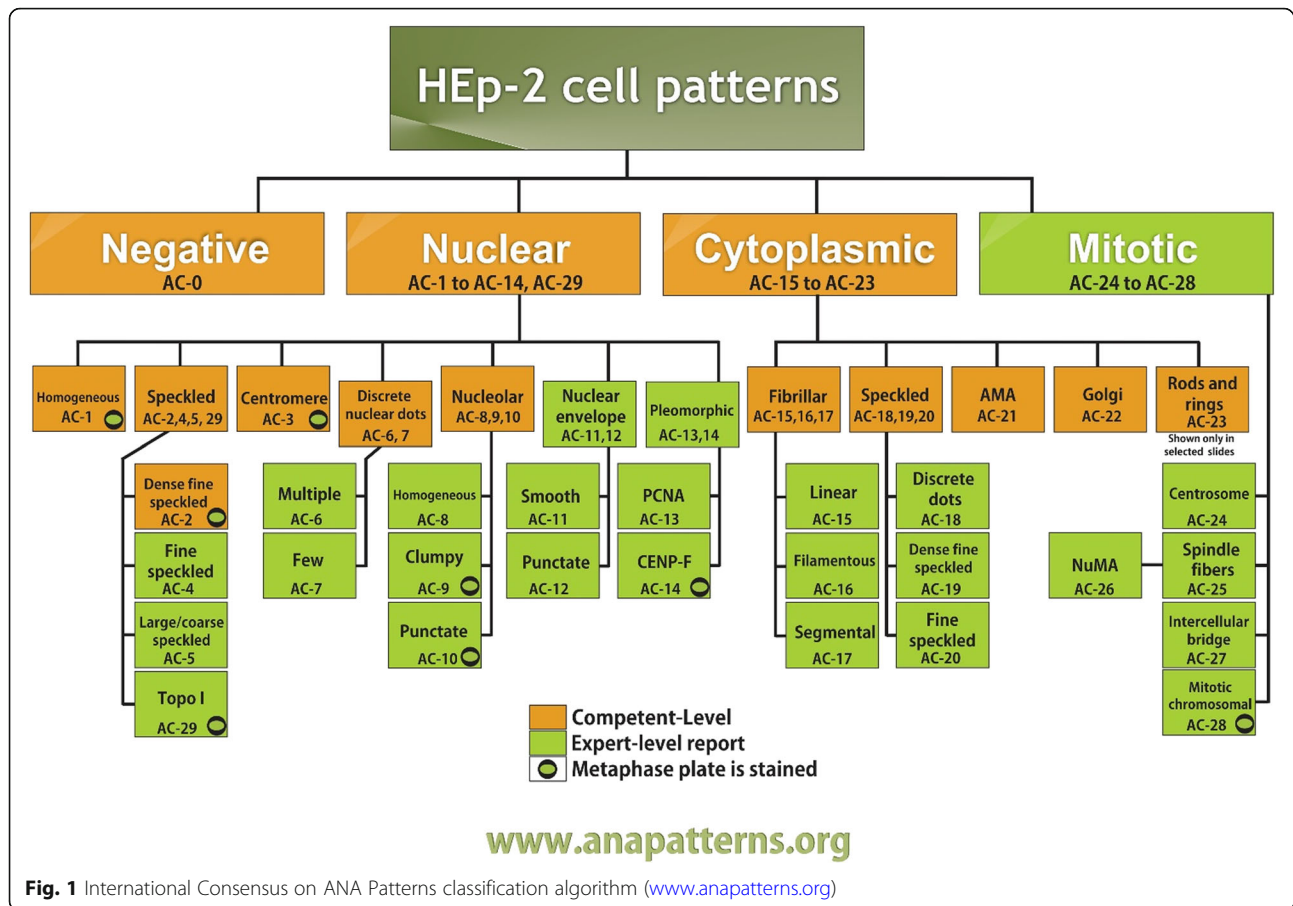 HEp-2 cell patterns
Negative
AC-0
Nuclear
AC-1 to AC-14, AC-29
Cytoplasmic
AC-15 to AC-23
Mitotic
AC-24 to AC-28
Homogeneous
AC-1
Speckled
AC-2,4,5, 29
Centromere
AC-3
Discrete
nuclear dots
AC-6, 7
Nucleolar
AC-8,9,10
Nuclear
envelope
AC-11,12
Pleomorphic
AC-13,14
Fibrillar
AC-15,16,17
Speckled
AC-18,19,20
AMA
AC-21
Golgi
AC-22
Rods and
rings
AC-23
Shown only in
selected slides
Dense fine
speckled
AC-2
Fine
speckled
AC-4
Large/coarse
speckled
AC-5
Topo I
AC-29
Multiple
AC-6
Few
AC-7
Homogeneous
AC-8
Clumpy
AC-9
Punctate
AC-10
Smooth
AC-11
Punctate
AC-12
PCNA
AC-13
CENP-F
AC-14
Linear
AC-15
Filamentous
AC-16
Segmental
AC-17
Discrete
dots
AC-18
Dense fine
speckled
AC-19
Fine
speckled
AC-20
Centrosome
AC-24
NuMA
AC-26
Spindle
fibers
AC-25
Intercellular
bridge
AC-27
Mitotic
chromosomal
AC-28
Competent-Level
Expert-level report
Metaphase plate is stained
www.anapatterns.org
Fig. 1 International Consensus on ANA Patterns classification algorithm (www.anapatterns.org)